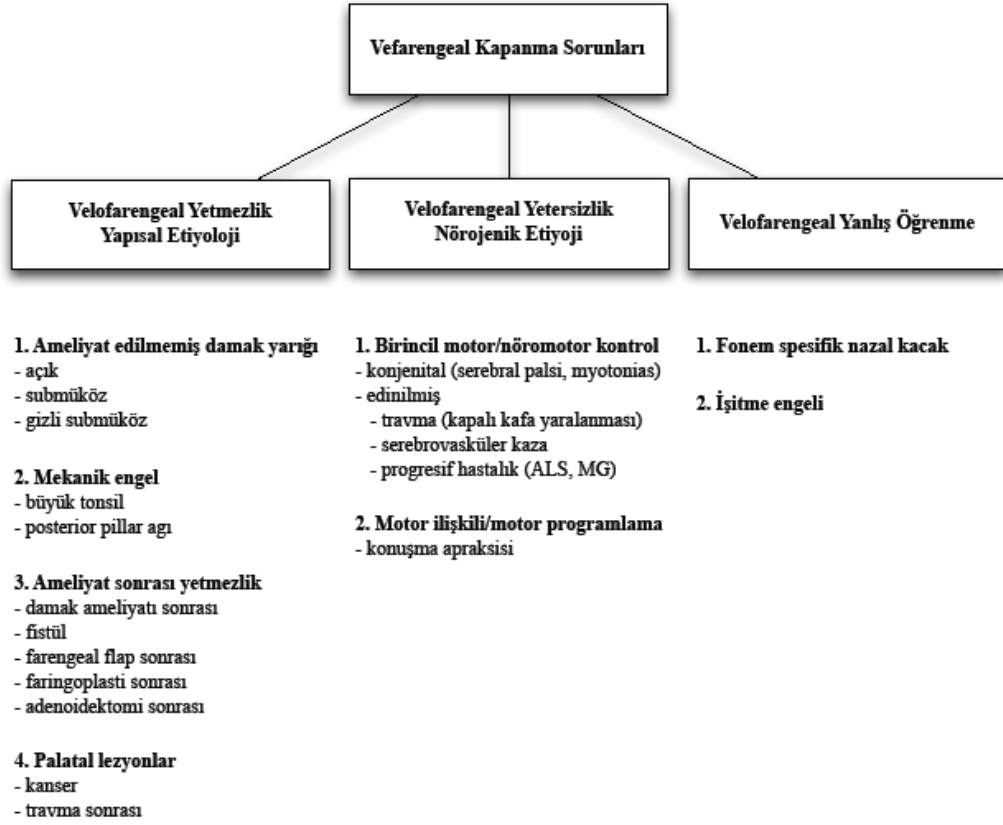 Vefarengeal Kapanma Sorunları
Velofarengeal Yetmezlik
Yapısal Etiyoloji
Velofarengeal Yetersizlik
Nörojenik Etiyoji
Velofarengeal Yanlış Öğrenme
1. Ameliyat edilmemiş damak yarığı
- açık
- submüköz
- gizli submüköz
2. Mekanik engel
- büyük tonsil
- posterior pillar agı
3. Ameliyat sonrası yetmezlik
- damak ameliyatı sonrası
- fistül
- farengeal flap sonrası
- faringoplasti sonrası
- adenoidektomi sonrası
4. Palatal lezyonlar
- kanser
- travma sonrası
1. Birincil motor/nöromotor kontrol
- konjenital (serebral palsi, myotonias)
- edinilmiş
- travma (kapalı kafa yaralanması)
- serebrovasküler kaza
- progresif hastalık (ALS, MG)
2. Motor ilişkili/motor programlama
- konuşma apraksisi
1. Fonem spesifik nazal kacak
2. İşitme engeli